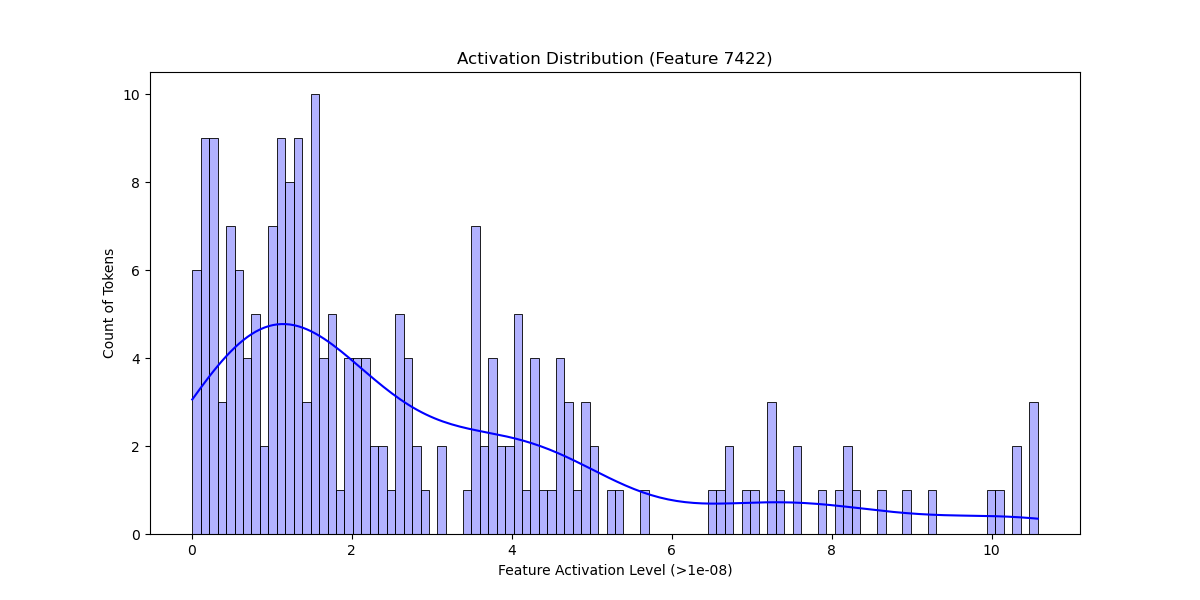 Activation Distribution (Feature 7422)
Count of Tokens
10
8
6
4
2
0
0 2 4 6 8 10
Feature Activation Level (>1e-08)